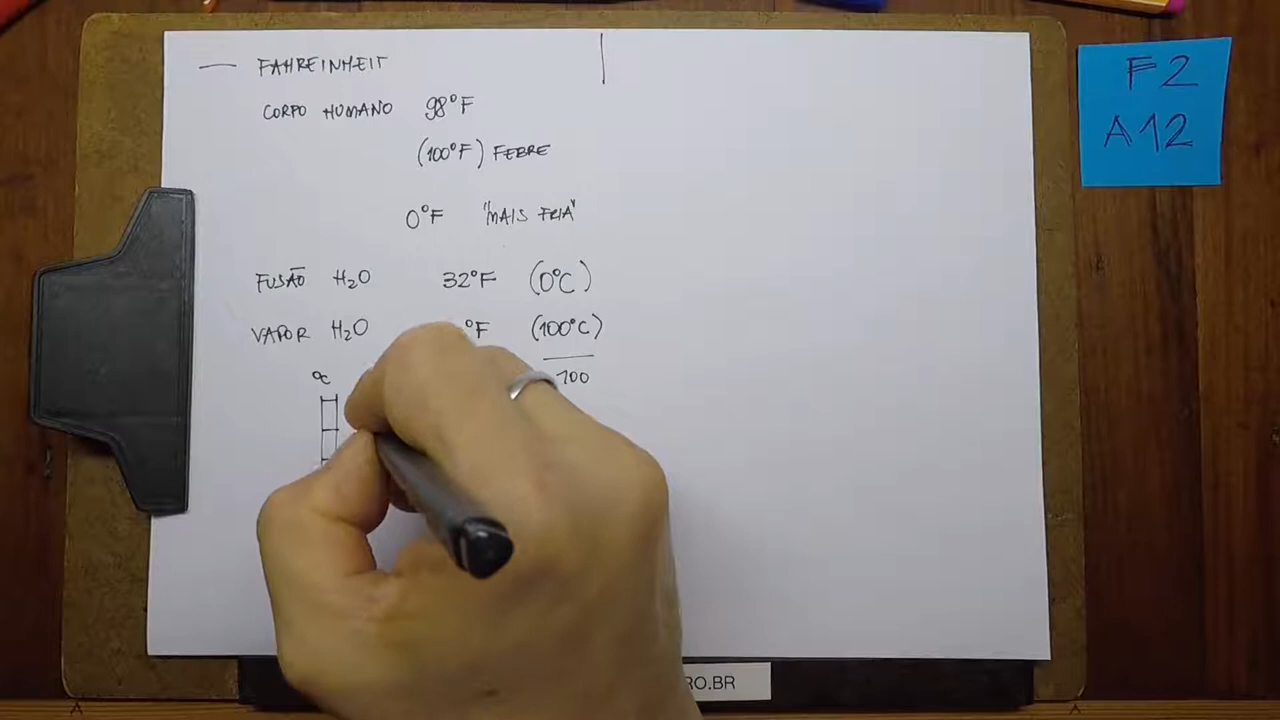 — FAHREINHEIT
CORPO HUMANO 98°F
(100°F) FEBRE
0°F "MAIS FRIA"
FUSÃO H₂O 32°F (0°C)
VAPOR H₂O °F (100°C)
100
°C
F2
A12
RO.BR